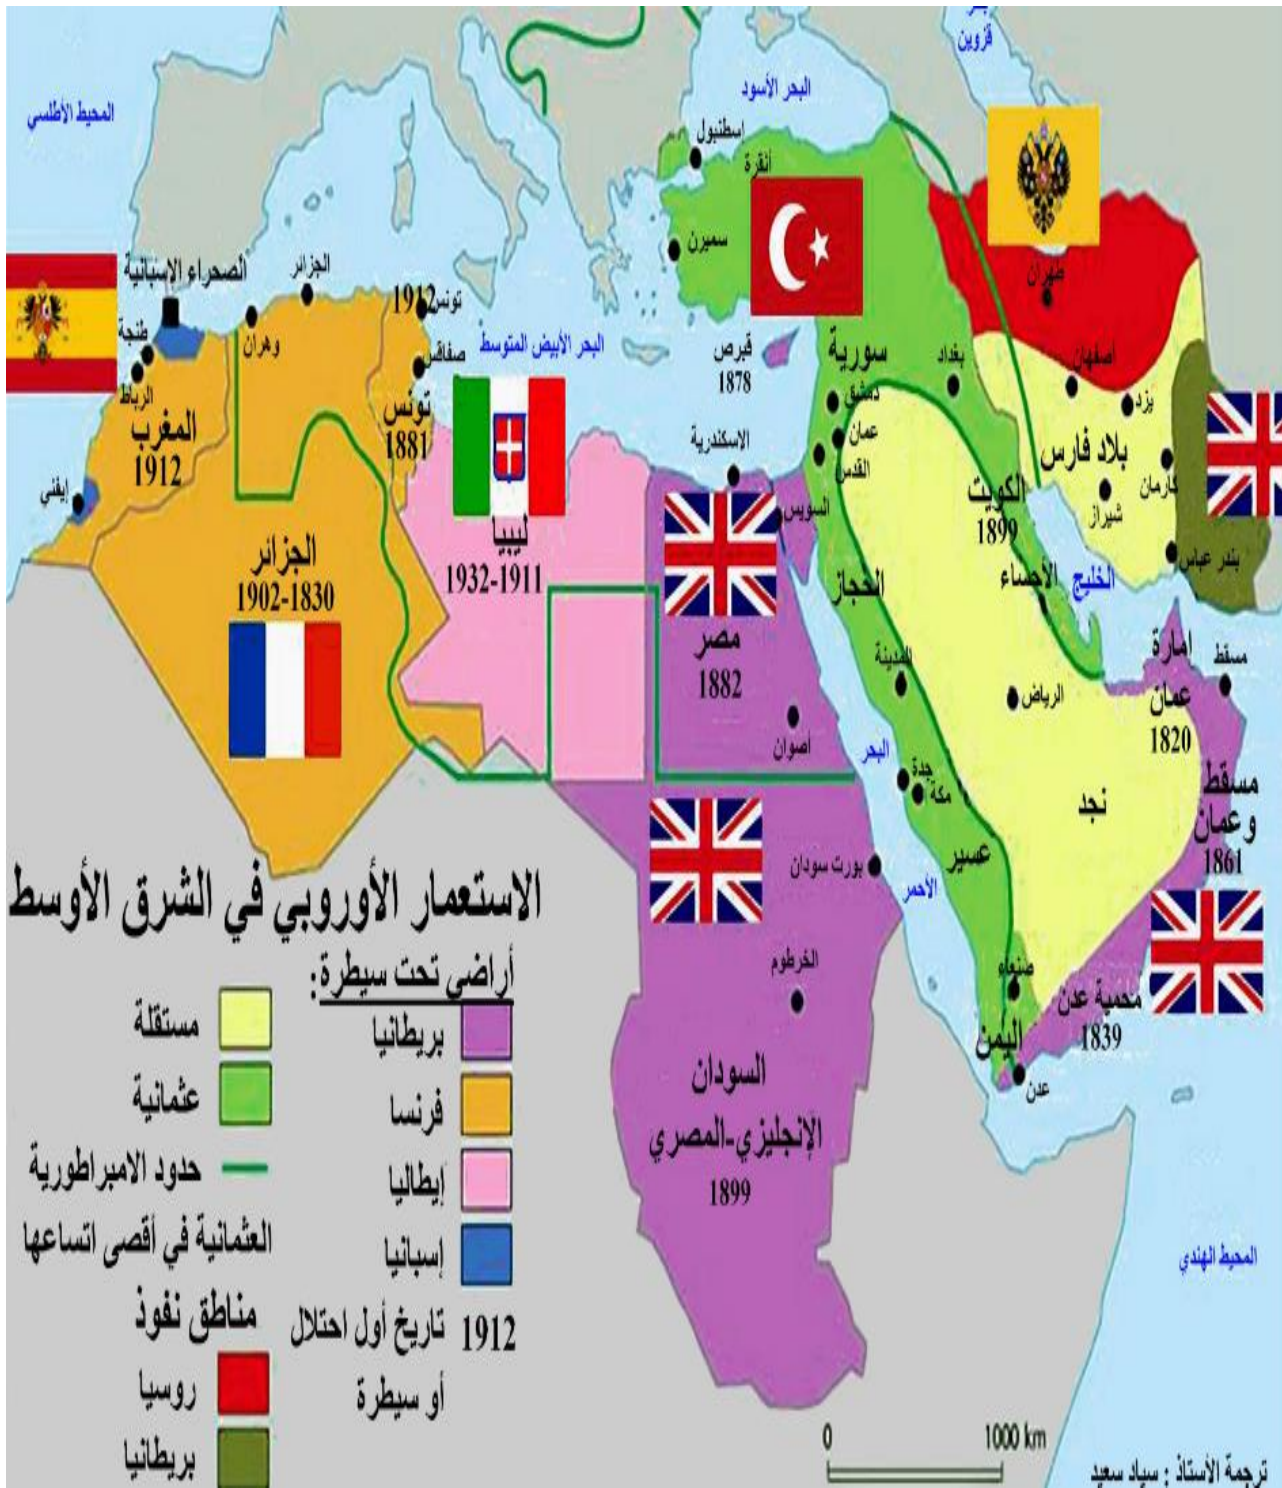 بحر
قزوين
البحر الأسود
المحيط الأطلسي
إسطنبول
أنقرة
سميرن
طهران
الصحراء الإسبانية
الجزائر
تونس
1912
وهران
طنجة
الرباط
صفاقس
البحر الأبيض المتوسط
قبرص
1878
سورية
بغداد
أصفهان
دمشق
يزد
تونس
1881
المغرب
1912
عمان
القدس
الاسكندرية
بلاد فارس
كارمان
شيراز
إيفني
السويس
الكويت
1899
ليبيا
1932-1911
الجزائر
1902-1830
الحجاز
الأحساء
الخليج
بندر عباس
مصر
1882
المدينة
امارة
عمان
1820
مسقط
الرياض
أصوان
البحر
جدة
مكة
نجد
مسقط
وعمان
1861
عسير
بورت سودان
الأحمر
الخرطوم
صنعاء
محمية عدن
1839
اليمن
عدن
السودان
الإنجليزي-المصري
1899
المحيط الهندي
الاستعمار الأوروبي في الشرق الأوسط
أراضي تحت سيطرة:
بريطانيا
فرنسا
إيطاليا
إسبانيا
1912 تاريخ أول احتلال
أو سيطرة
مستقلة
عثمانية
حدود الامبراطورية
العثمانية في أقصى اتساعها
مناطق نفوذ
روسيا
بريطانيا
0 1000 km
ترجمة الأستاذ : سياد سعيد